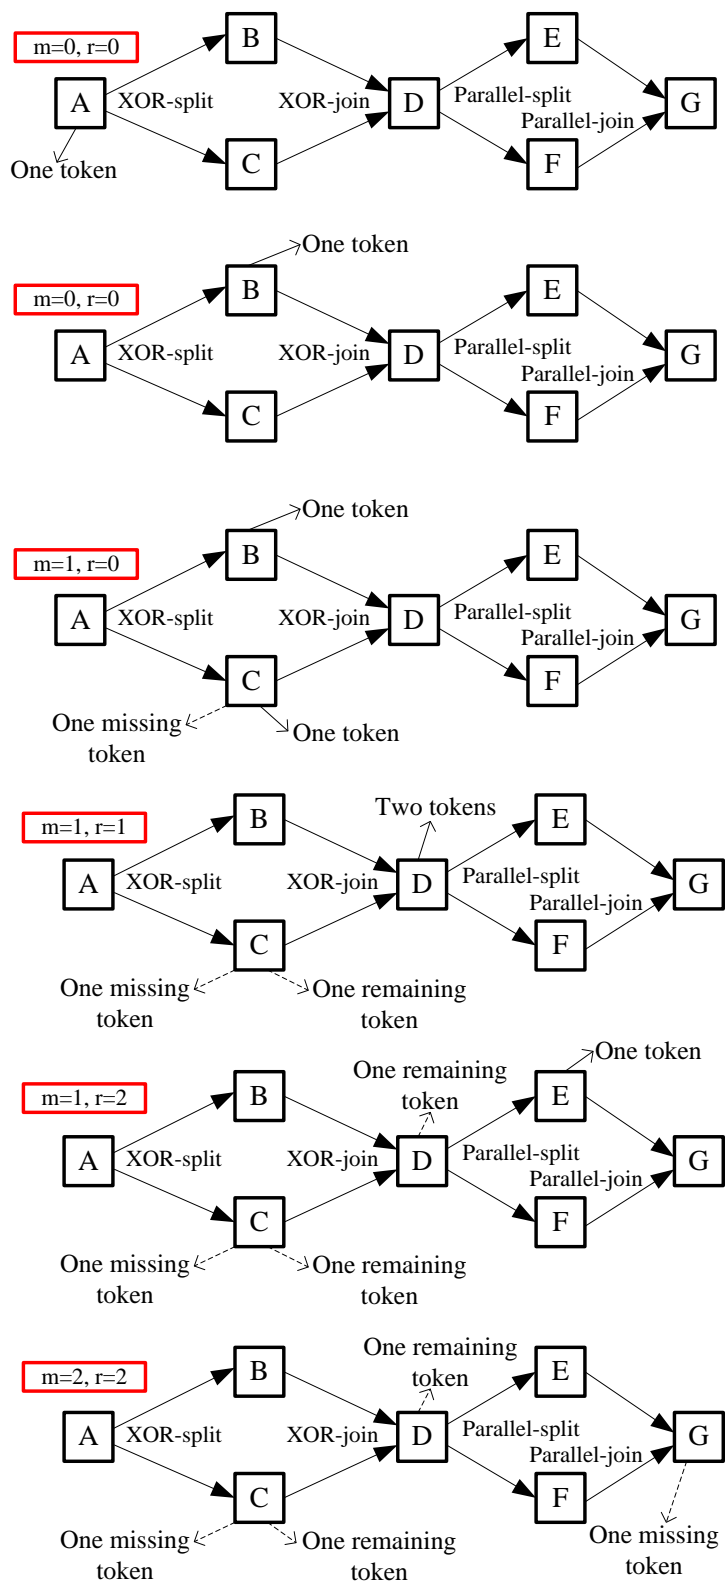 m=0, r=0
B
E
A
XOR-split
XOR-join
D
Parallel-split
Parallel-join
G
One token
C
F
One token
m=0, r=0
B
E
A
XOR-split
XOR-join
D
Parallel-split
Parallel-join
G
C
F
One token
m=1, r=0
B
E
A
XOR-split
XOR-join
D
Parallel-split
Parallel-join
G
C
F
One missing
token
One token
Two tokens
m=1, r=1
B
E
A
XOR-split
XOR-join
D
Parallel-split
Parallel-join
G
C
F
One missing
token
One remaining
token
One remaining
token
One token
m=1, r=2
B
E
A
XOR-split
XOR-join
D
Parallel-split
Parallel-join
G
C
F
One missing
token
One remaining
token
One remaining
token
m=2, r=2
B
E
A
XOR-split
XOR-join
D
Parallel-split
Parallel-join
G
C
F
One missing
token
One remaining
token
One missing
token